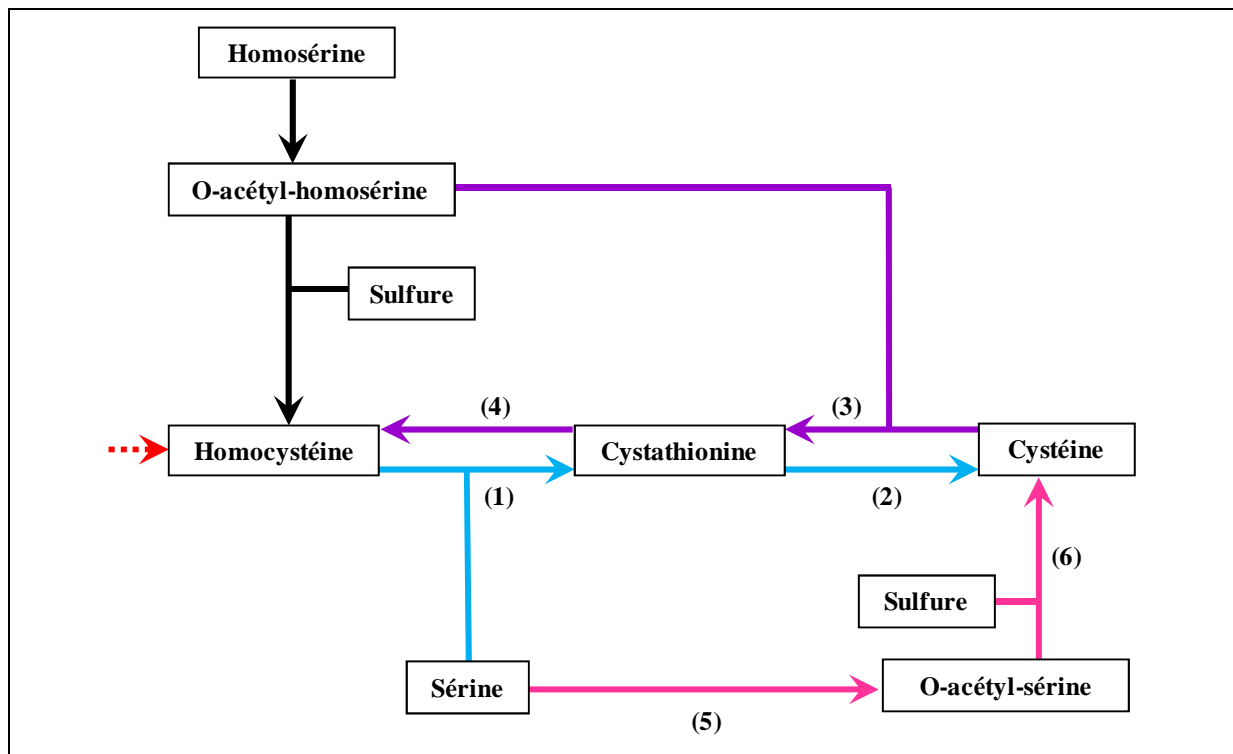 Homosérine
O-acétyl-homosérine
Sulfure
(4)
(3)
Homocystéine
Cystathionine
Cystéine
(1)
(2)
(6)
Sulfure
Sérine
O-acétyl-sérine
(5)